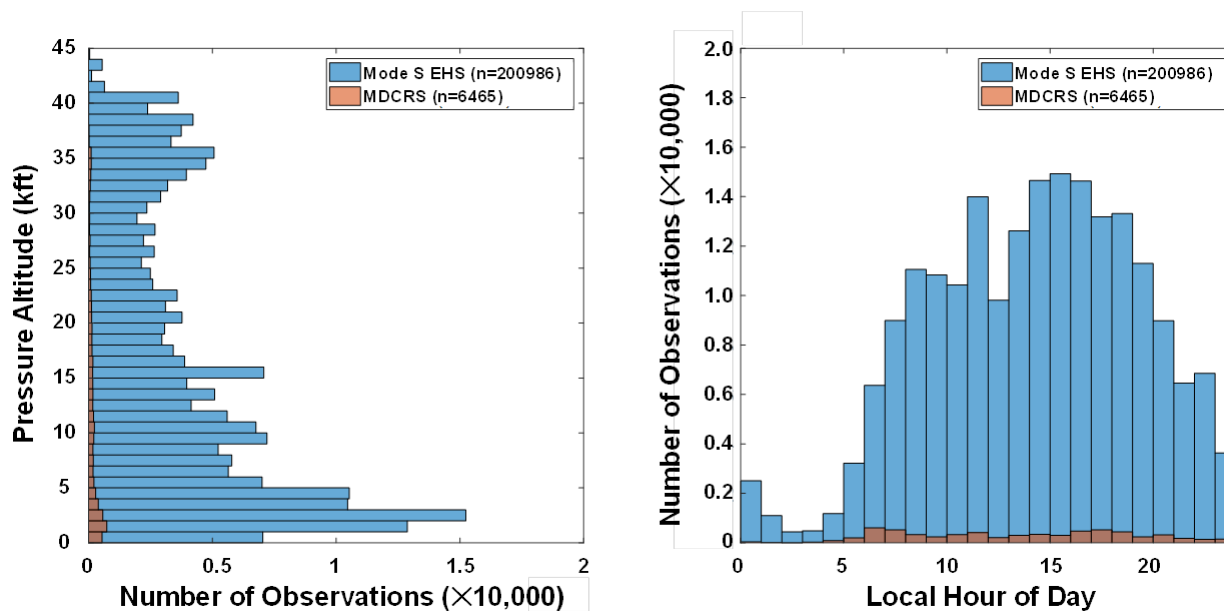 45
40
35
30
25
20
15
10
5
0
Pressure Altitude (kft)
Mode S EHS (n=200986)
MDCRS (n=6465)
0 0.5 1 1.5 2
Number of Observations (×10,000)
2.0
1.8
1.6
1.4
1.2
1.0
0.8
0.6
0.4
0.2
0
Number of Observations (×10,000)
Mode S EHS (n=200986)
MDCRS (n=6465)
0 5 10 15 20
Local Hour of Day